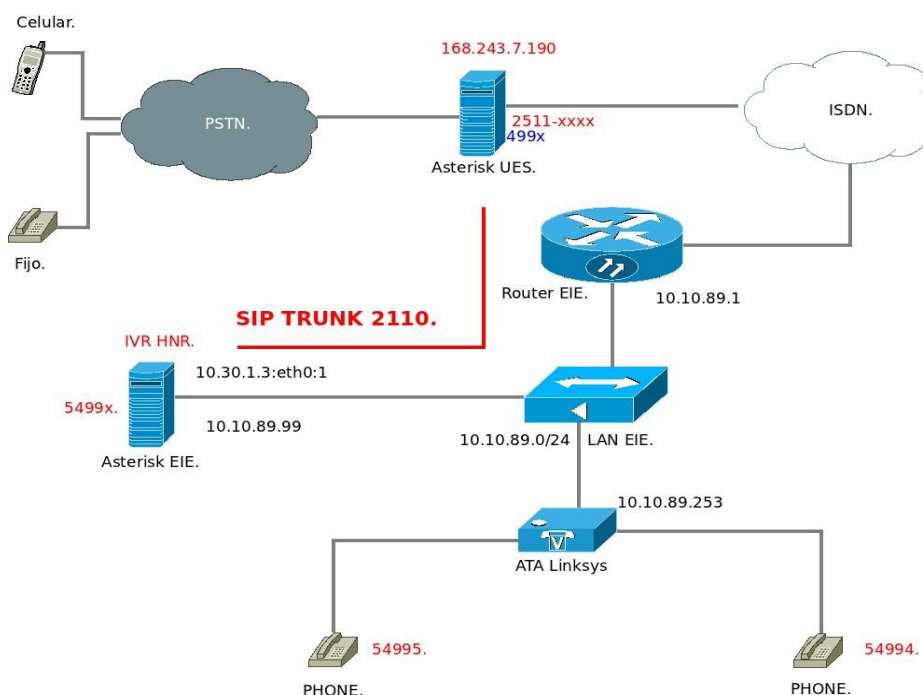 Celular.
168.243.7.190
PSTN.
2511-xxxx
499x
ISDN.
Asterisk UES.
Fijo.
Router EIE.
10.10.89.1
SIP TRUNK 2110.
IVR HNR.
10.30.1.3:eth0:1
5499x.
10.10.89.99
10.10.89.0/24
LAN EIE.
Asterisk EIE.
10.10.89.253
V
ATA Linksys
54995.
54994.
PHONE.
PHONE.